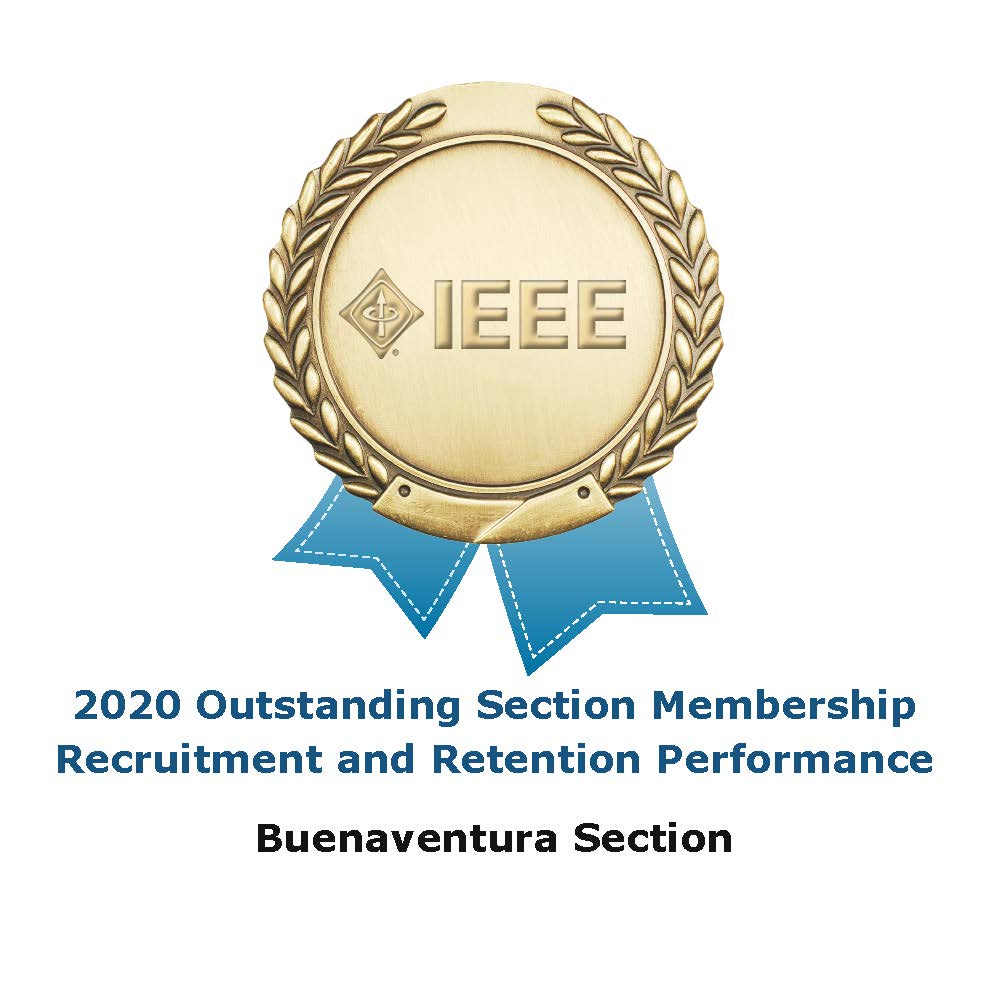 IEEE
2020 Outstanding Section Membership
Recruitment and Retention Performance
Buenaventura Section